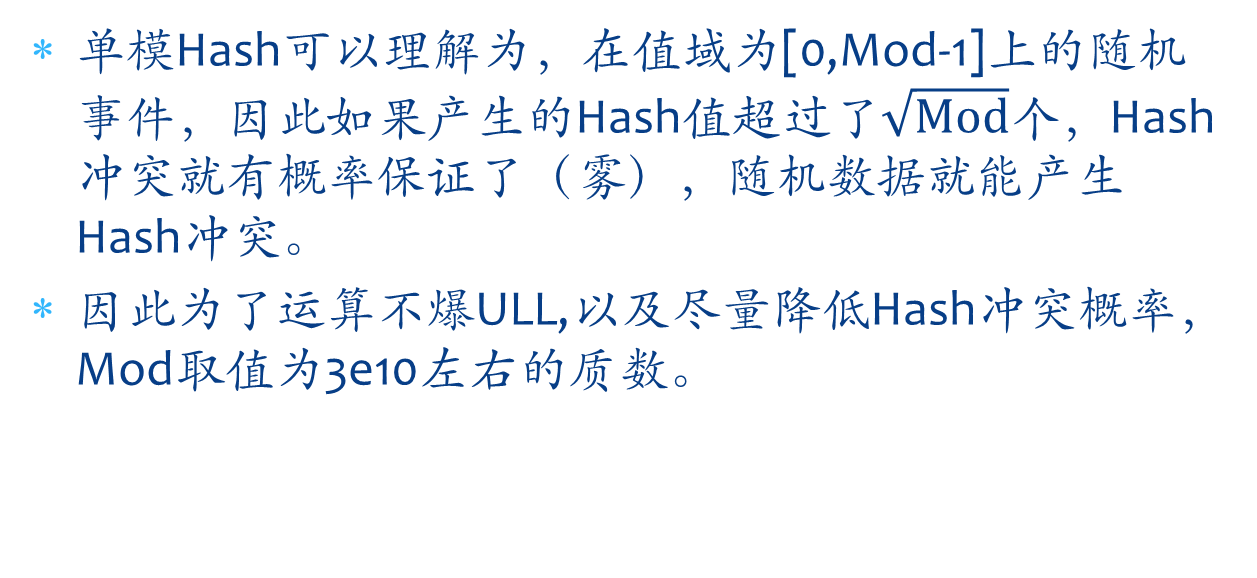 * 单模Hash可以理解为，在值域为[0,Mod-1]上的随机
事件，因此如果产生的Hash值超过了√Mod个，Hash
冲突就有概率保证了（雾），随机数据就能产生
Hash冲突。
* 因此为了运算不爆ULL,以及尽量降低Hash冲突概率，
Mod取值为3e10左右的质数。